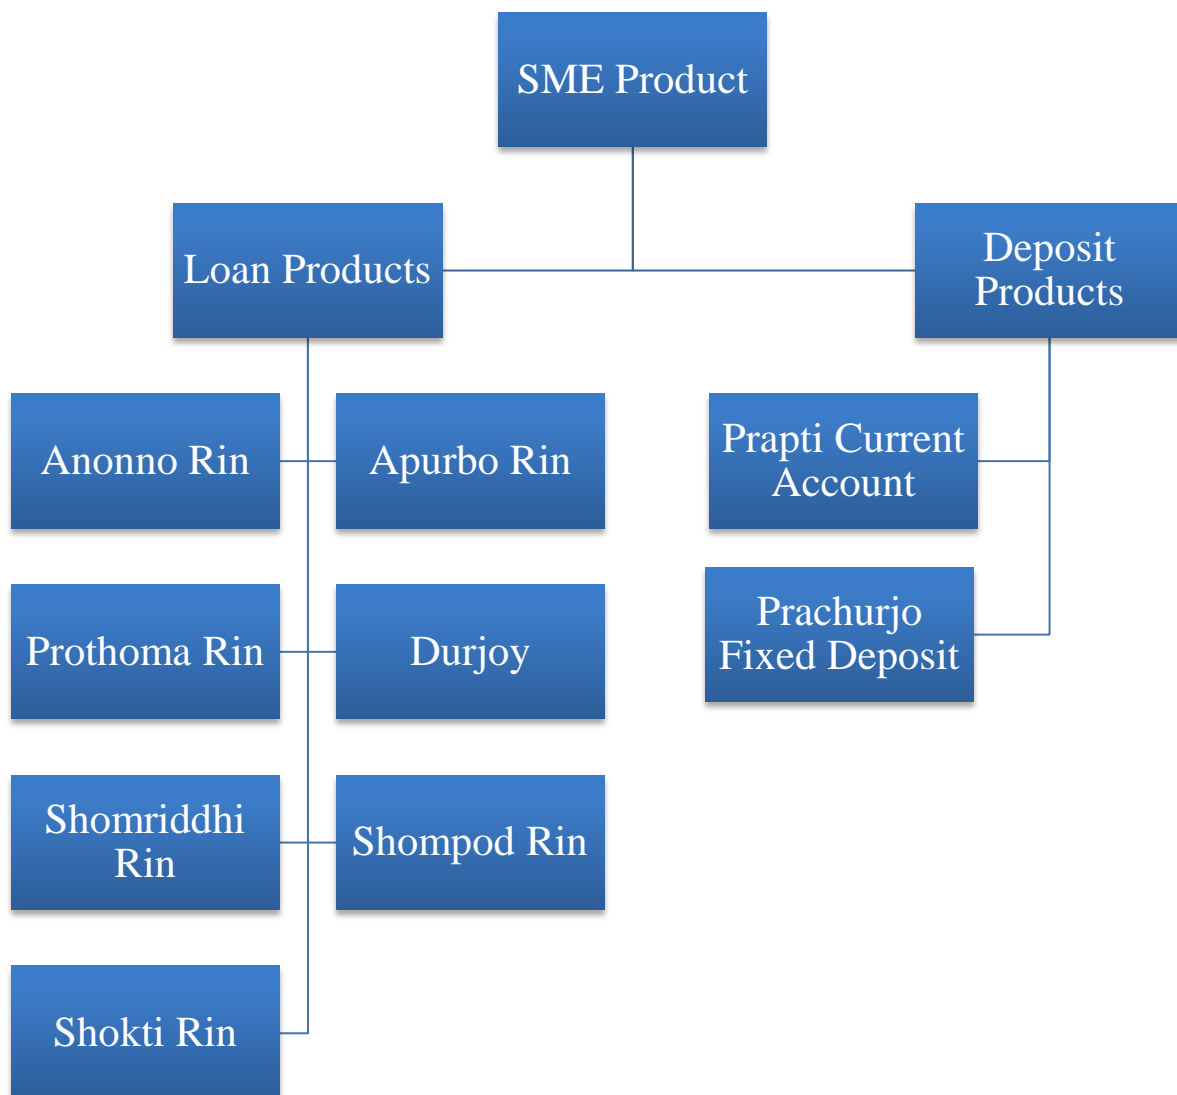 SME Product
Loan Products
Deposit
Products
Anonno Rin
Apurbo Rin
Prapti Current
Account
Prothoma Rin
Durjoy
Prachurjo
Fixed Deposit
Shomriddhi
Rin
Shompod Rin
Shokti Rin